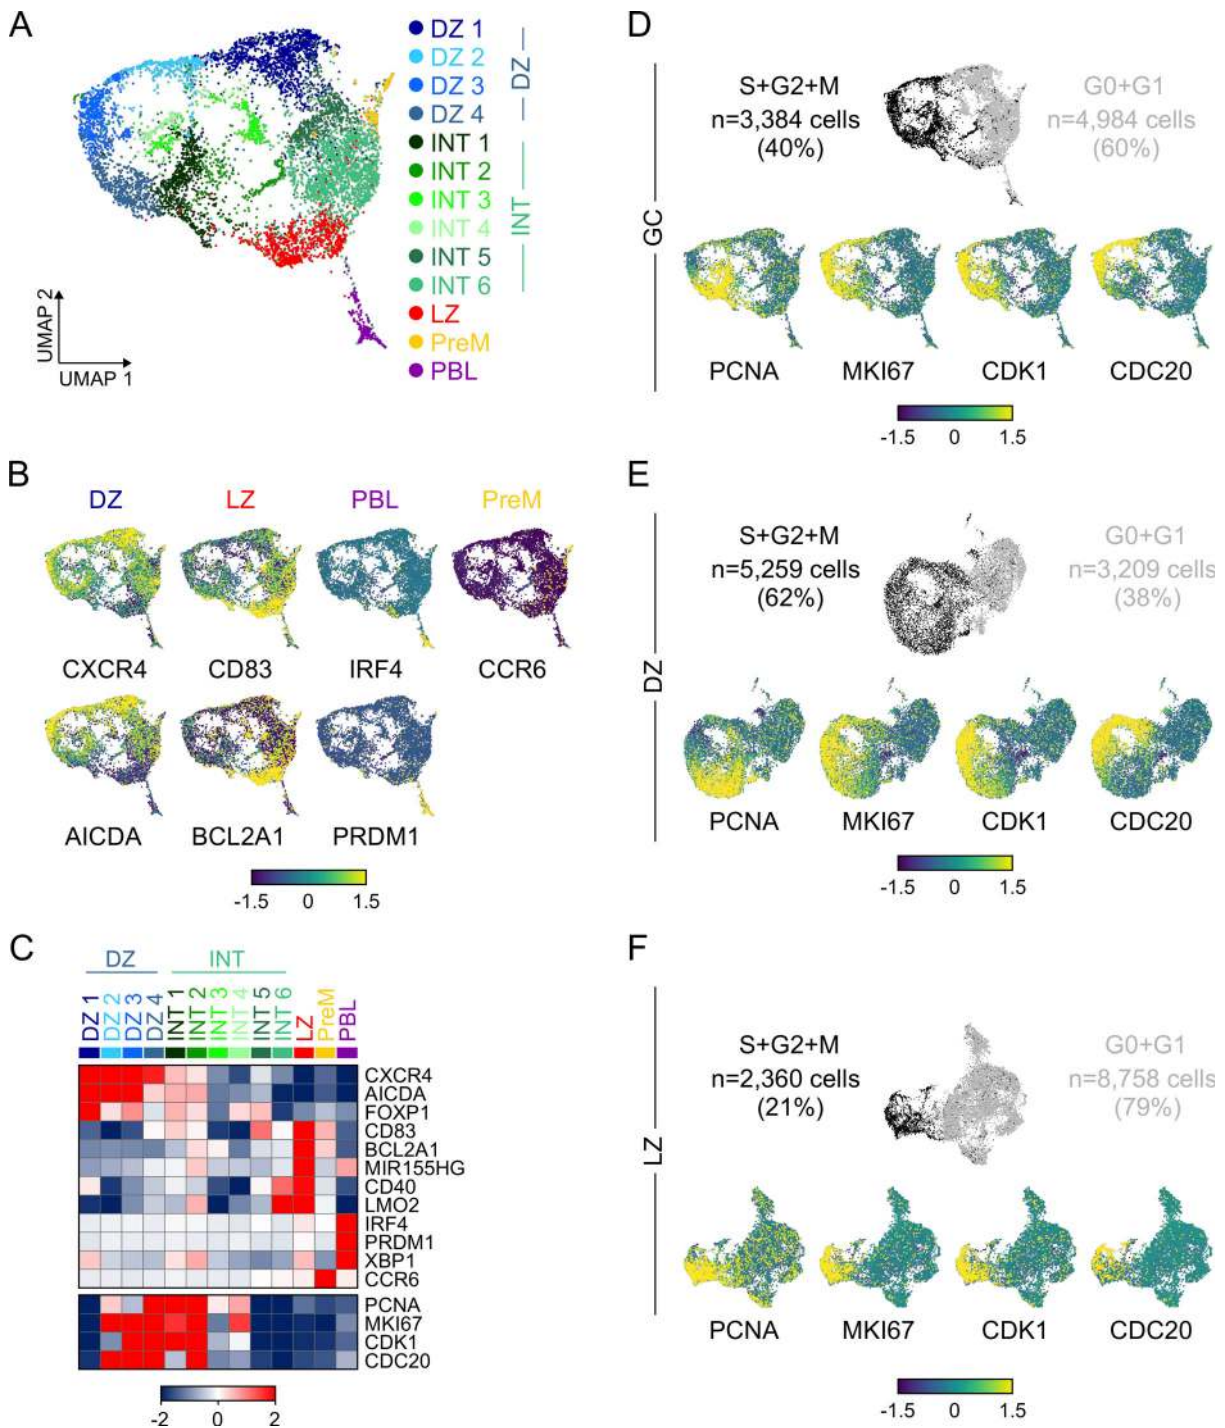 A
DZ 1
DZ 2
DZ 3
DZ 4
INT 1
INT 2
INT 3
INT 4
INT 5
INT 6
LZ
PreM
PBL
DZ
INT
UMAP 2
UMAP 1
B
DZ LZ PBL PreM
CXCR4 CD83 IRF4 CCR6
AICDA BCL2A1 PRDM1
-1.5 0 1.5
C
DZ INT
DZ 1 DZ 2 DZ 3 DZ 4 INT 1 INT 2 INT 3 INT 4 INT 5 INT 6 LZ PreM PBL
CXCR4
AICDA
FOXP1
CD83
BCL2A1
MIR155HG
CD40
LMO2
IRF4
PRDM1
XBP1
CCR6
PCNA
MKI67
CDK1
CDC20
-2 0 2
D
GC
S+G2+M
n=3,384 cells
(40%)
G0+G1
n=4,984 cells
(60%)
PCNA MKI67 CDK1 CDC20
-1.5 0 1.5
E
DZ
S+G2+M
n=5,259 cells
(62%)
G0+G1
n=3,209 cells
(38%)
PCNA MKI67 CDK1 CDC20
-1.5 0 1.5
F
LZ
S+G2+M
n=2,360 cells
(21%)
G0+G1
n=8,758 cells
(79%)
PCNA MKI67 CDK1 CDC20
-1.5 0 1.5